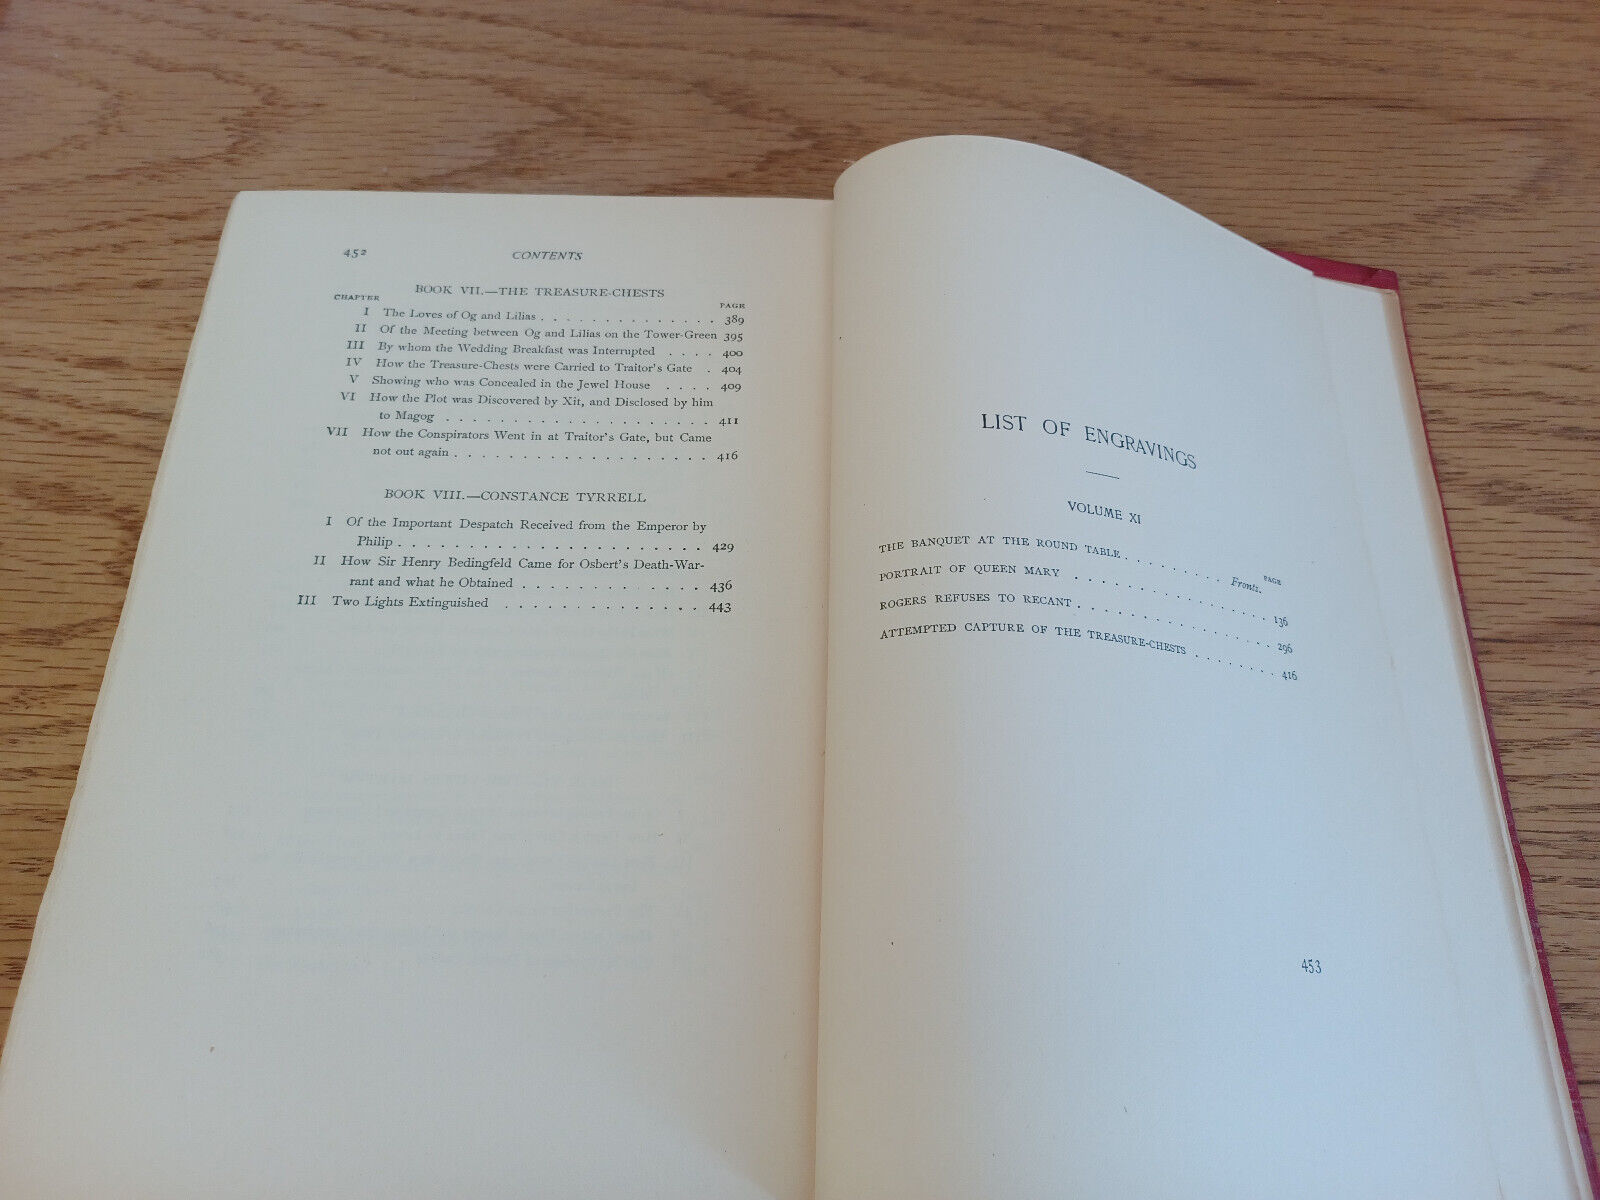 452 CONTENTS
BOOK VII.—THE TREASURE-CHESTS
CHAPTER PAGE
I The Loves of Og and Lilias . . . . . . . . . . . . . 389
II Of the Meeting between Og and Lilias on the Tower-Green 395
III By whom the Wedding Breakfast was Interrupted . . . . 400
IV How the Treasure-Chests were Carried to Traitor's Gate . 404
V Showing who was Concealed in the Jewel House . . . . 409
VI How the Plot was Discovered by Xit, and Disclosed by him
to Magog . . . . . . . . . . . . . . . . . 411
VII How the Conspirators Went in at Traitor's Gate, but Came
not out again . . . . . . . . . . . . . . . . . . . 416
BOOK VIII.—CONSTANCE TYRRELL
I Of the Important Despatch Received from the Emperor by
Philip . . . . . . . . . . . . . . . . . . . . . . 429
II How Sir Henry Bedingfeld Came for Osbert's Death-War-
rant and what he Obtained . . . . . . . . . . . . . 436
III Two Lights Extinguished . . . . . . . . . . . . . . 443
LIST OF ENGRAVINGS
VOLUME XI
PAGE
THE BANQUET AT THE ROUND TABLE . . . . . . . . Fronts.
PORTRAIT OF QUEEN MARY . . . . . . . . . . . . . . 136
ROGERS REFUSES TO RECANT . . . . . . . . . . . . . . 296
ATTEMPTED CAPTURE OF THE TREASURE-CHESTS . . . . . . . . 416
453